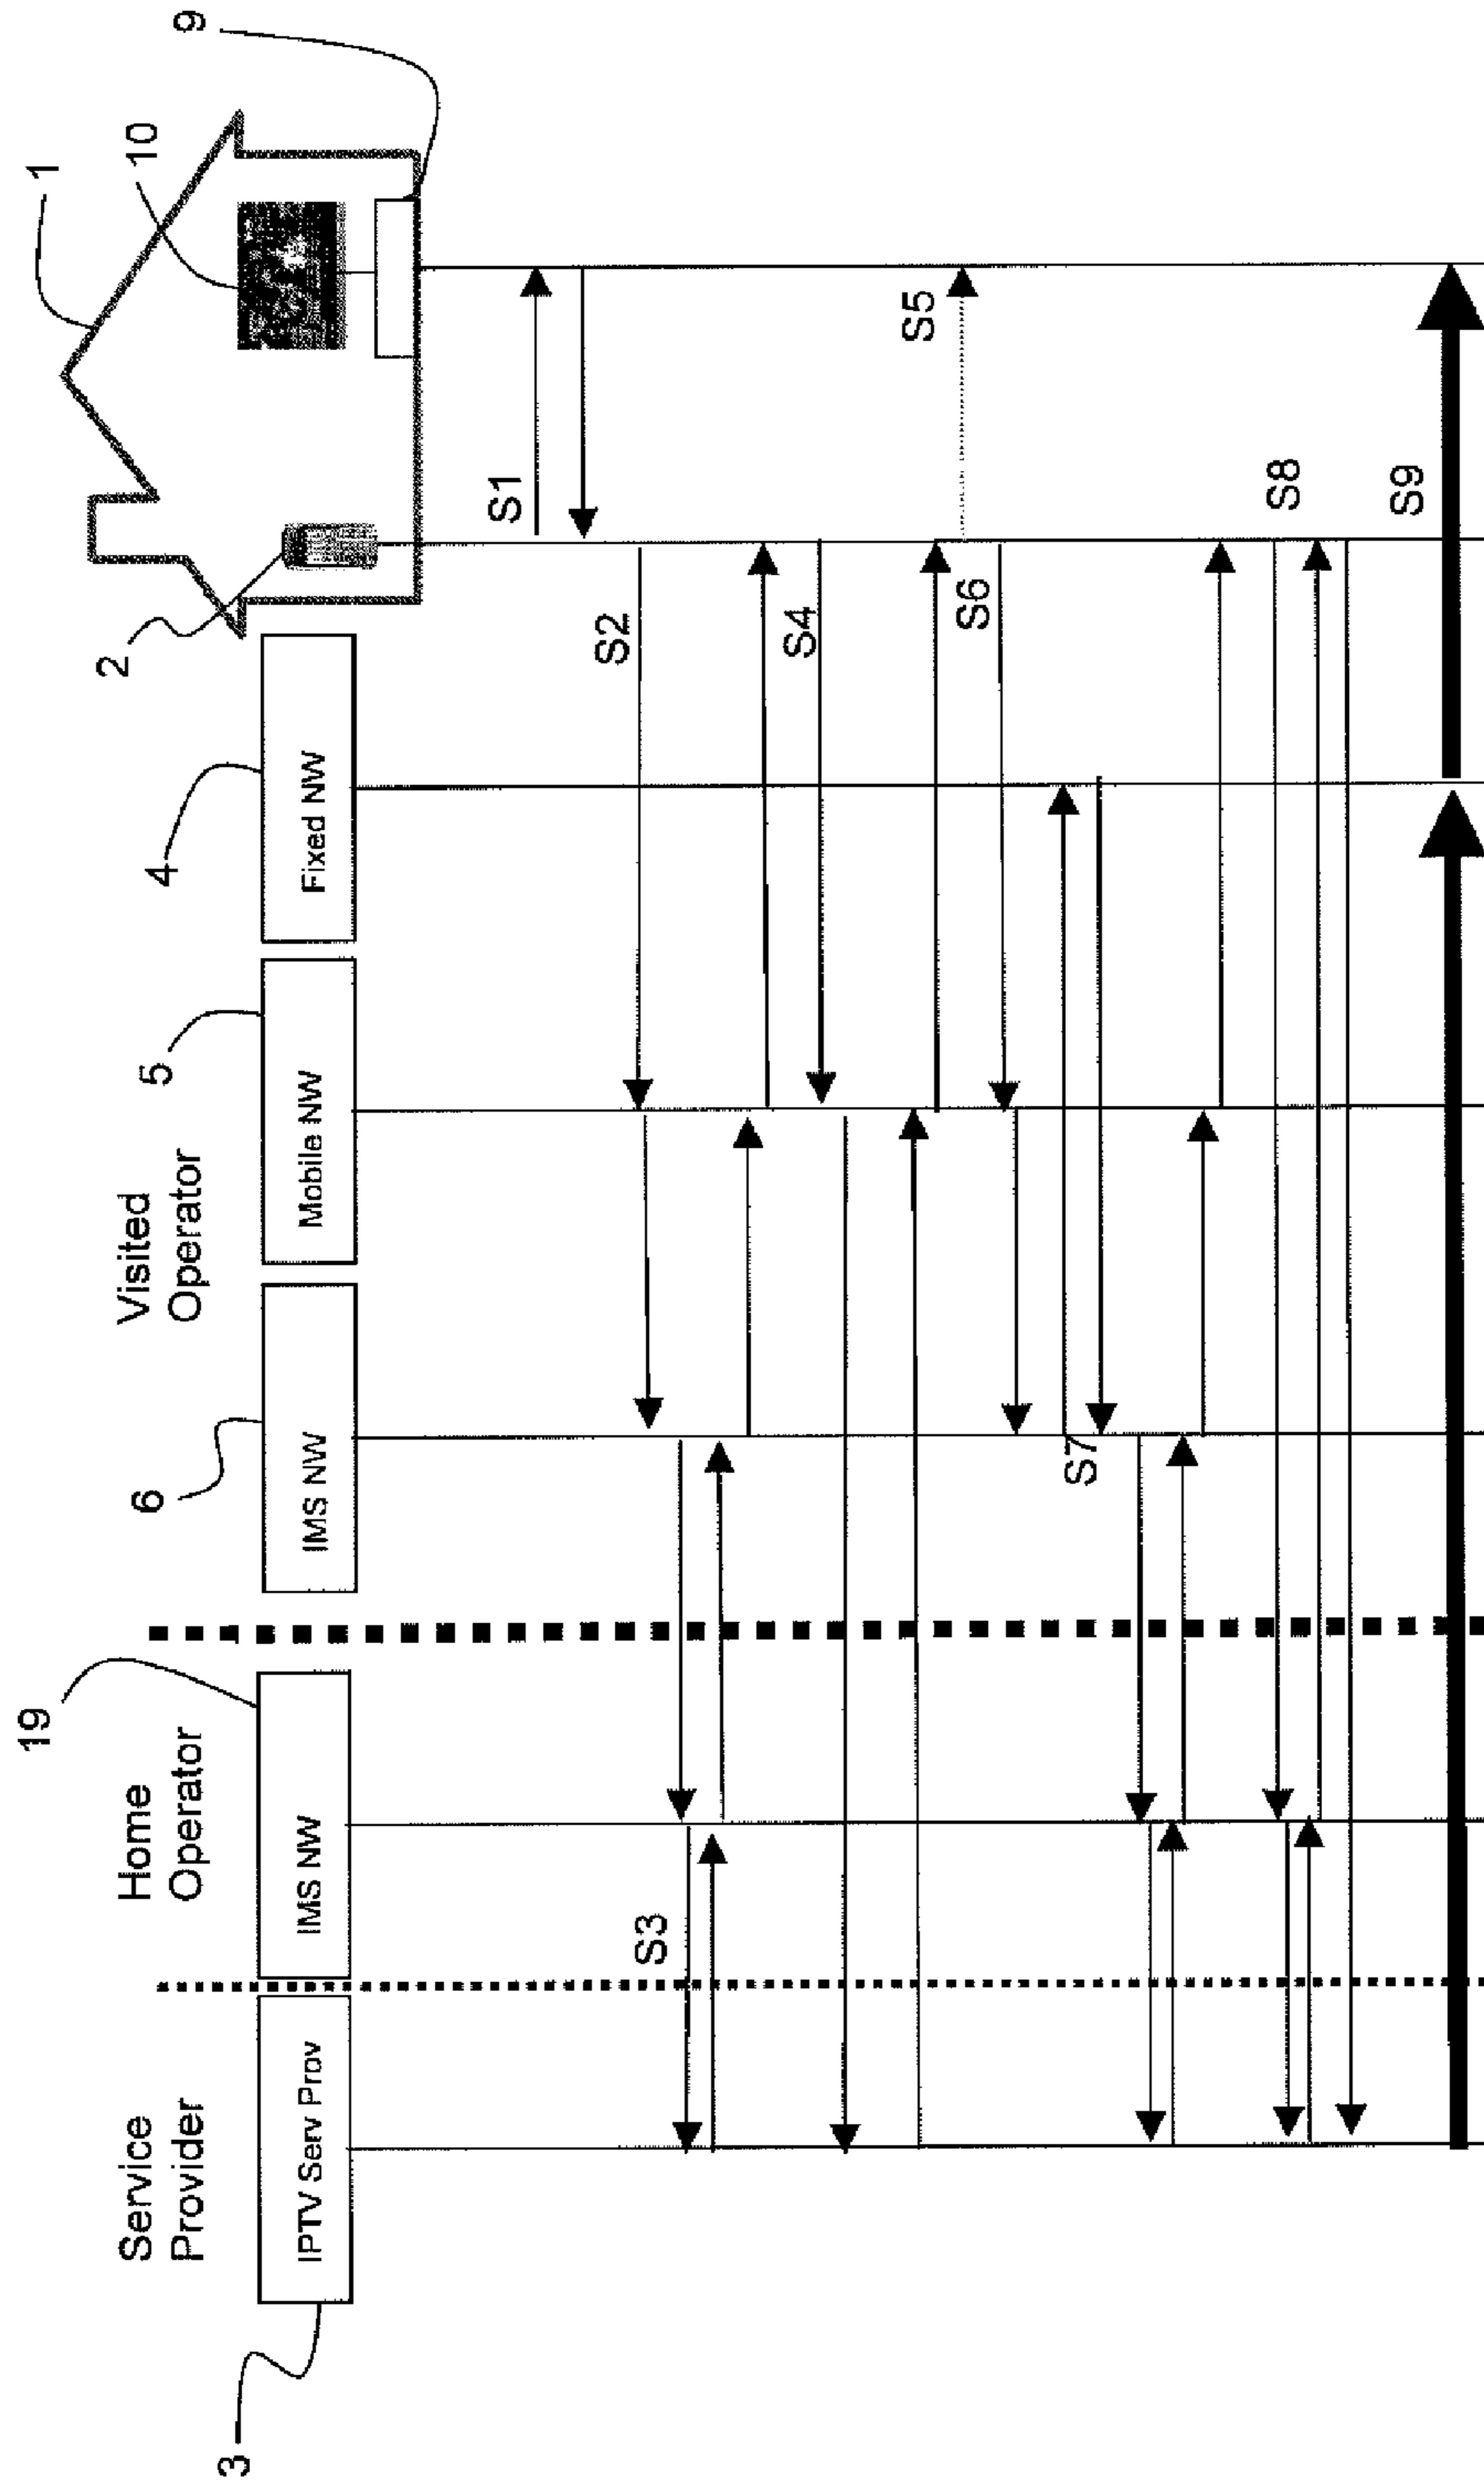 19
6
5
4
2
1
10
9
3
Service
Provider
Home
Operator
Visited
Operator
IPTV Serv Prov
IMS NW
IMS NW
Mobile NW
Fixed NW
S1
S2
S3
S4
S5
S6
S7
S8
S9